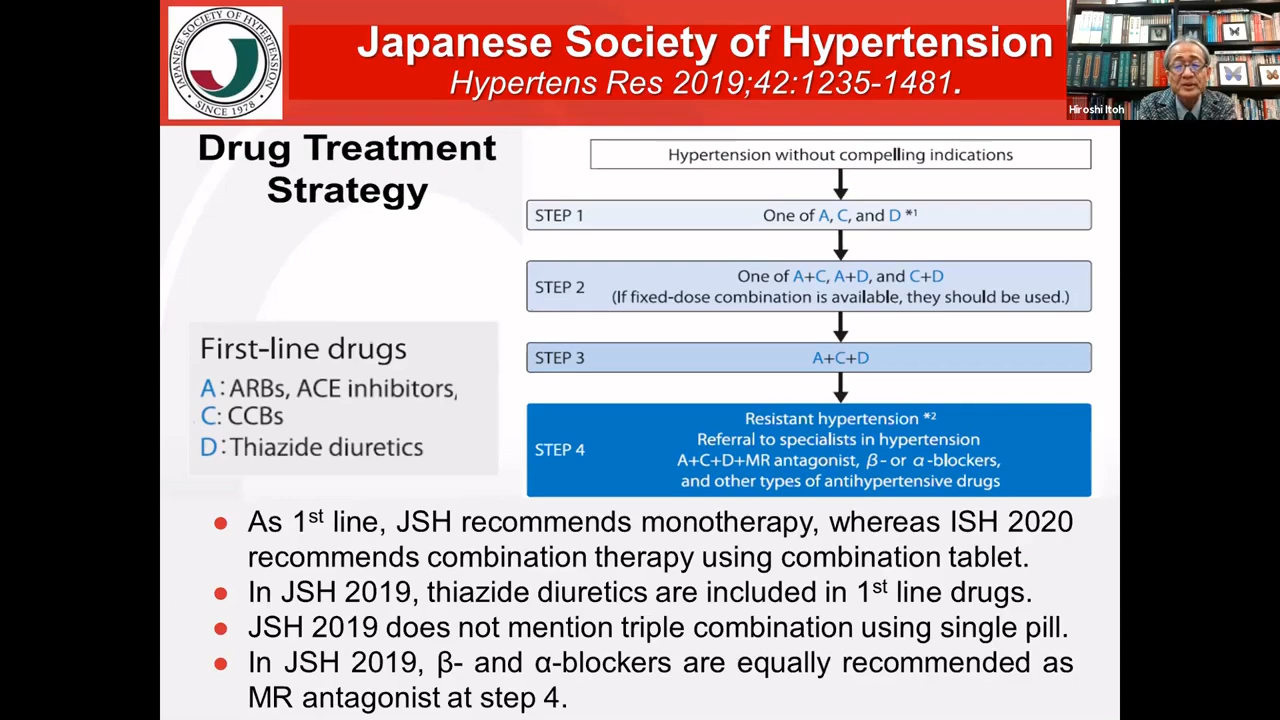 JAPANESE SOCIETY OF HYPERTENSION
• SINCE 1978 •
Japanese Society of Hypertension
Hypertens Res 2019;42:1235-1481.
Hiroshi Itoh
Drug Treatment
Strategy
Hypertension without compelling indications
STEP 1 One of A, C, and D *1
STEP 2 One of A+C, A+D, and C+D
(If fixed-dose combination is available, they should be used.)
STEP 3 A+C+D
Resistant hypertension *2
Referral to specialists in hypertension
STEP 4 A+C+D+MR antagonist, β- or α-blockers,
and other types of antihypertensive drugs
First-line drugs
A: ARBs, ACE inhibitors,
C: CCBs
D: Thiazide diuretics
• As 1st line, JSH recommends monotherapy, whereas ISH 2020
recommends combination therapy using combination tablet.
• In JSH 2019, thiazide diuretics are included in 1st line drugs.
• JSH 2019 does not mention triple combination using single pill.
• In JSH 2019, β- and α-blockers are equally recommended as
MR antagonist at step 4.